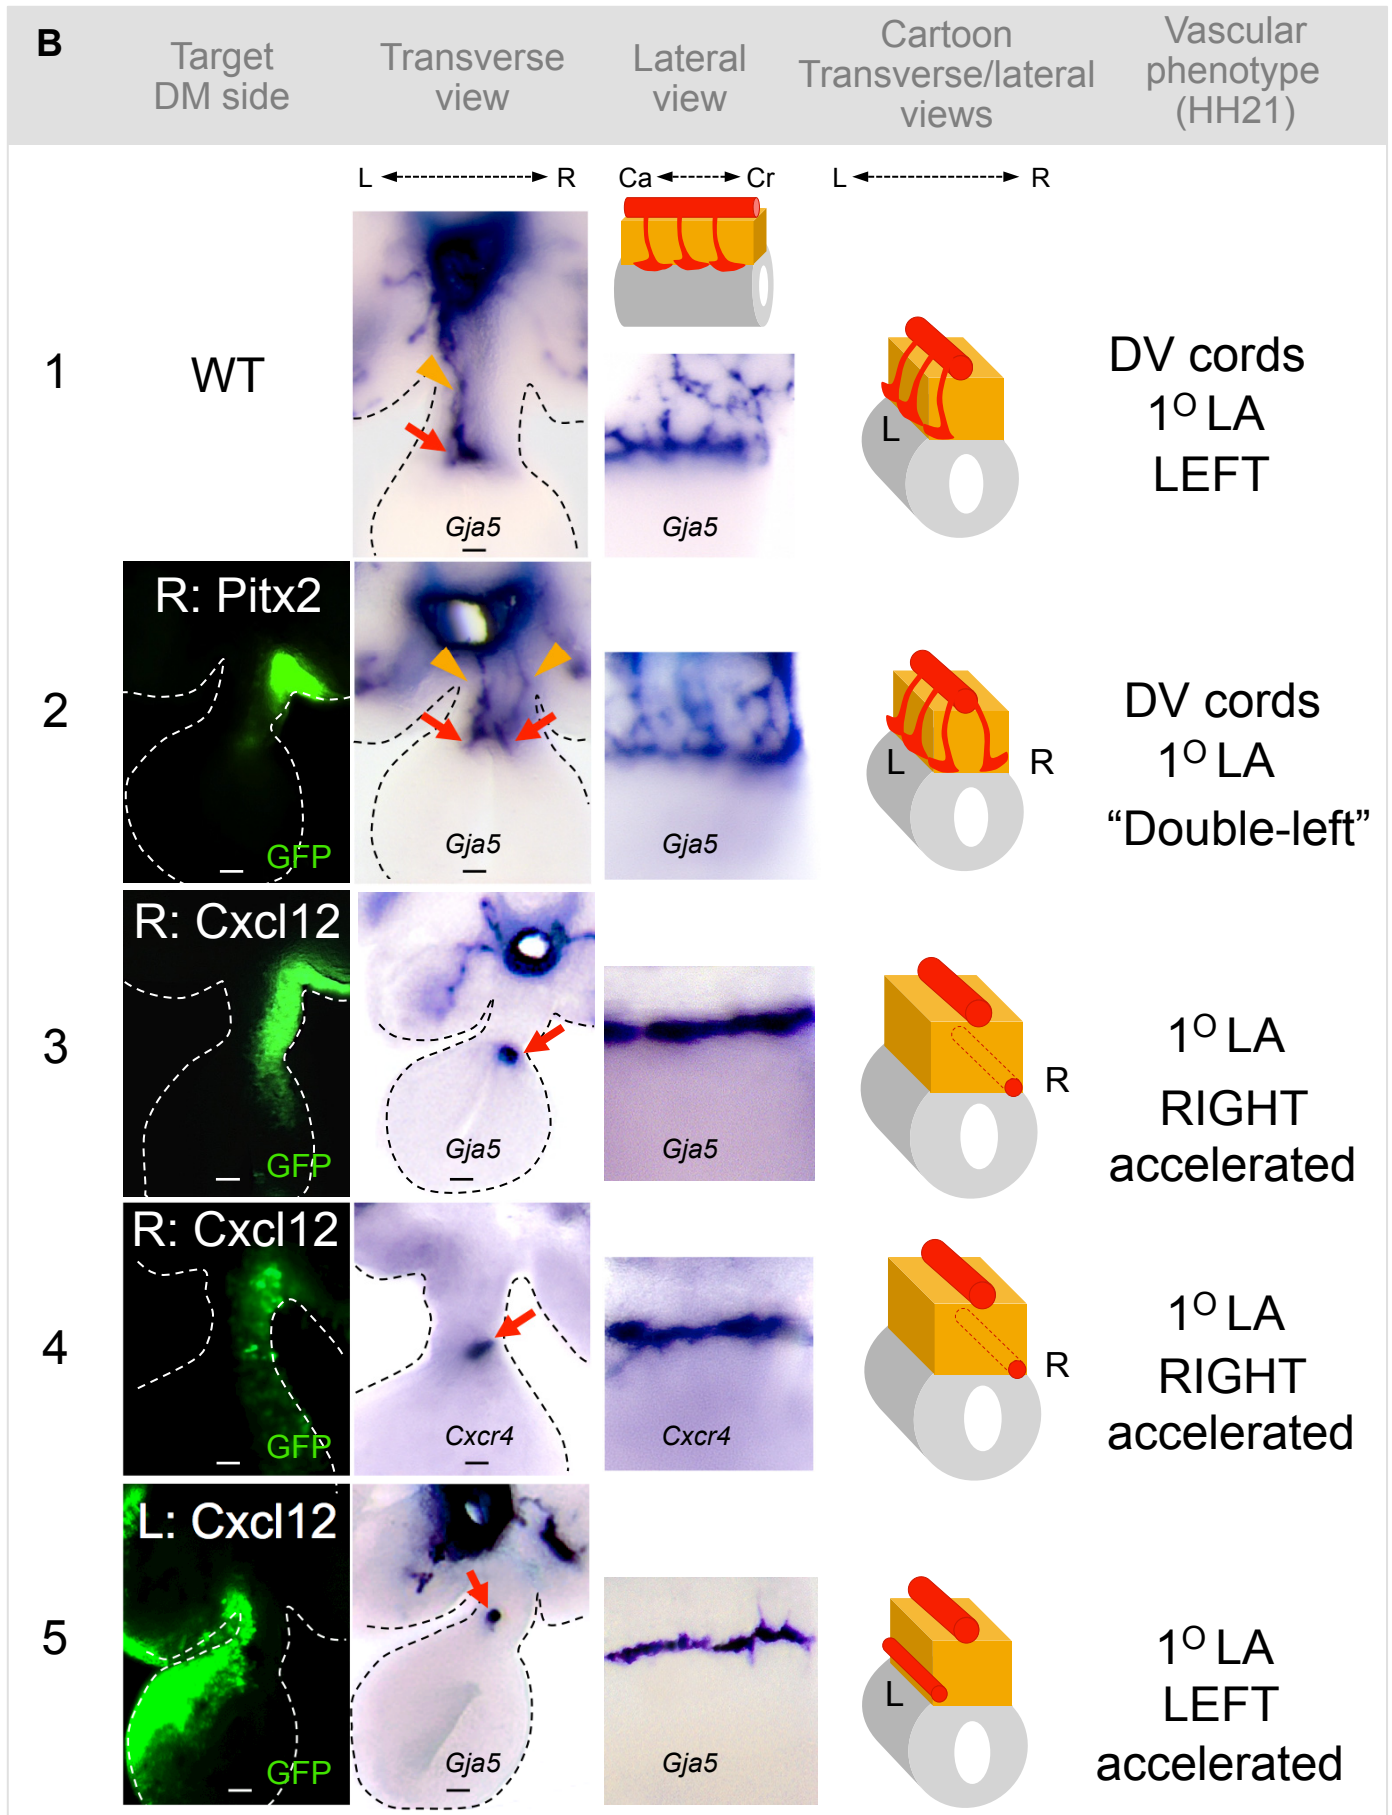 B
Target
DM side
Transverse
view
Lateral
view
Cartoon
Transverse/lateral
views
Vascular
phenotype
(HH21)
L R
Ca Cr
L R
1
WT
Gja5
Gja5
L
DV cords
1O LA
LEFT
2
R: Pitx2
GFP
Gja5
Gja5
L
R
DV cords
1O LA
“Double-left”
3
R: Cxcl12
GFP
Gja5
Gja5
R
1O LA
RIGHT
accelerated
4
R: Cxcl12
GFP
Cxcr4
Cxcr4
R
1O LA
RIGHT
accelerated
5
L: Cxcl12
GFP
Gja5
Gja5
L
1O LA
LEFT
accelerated